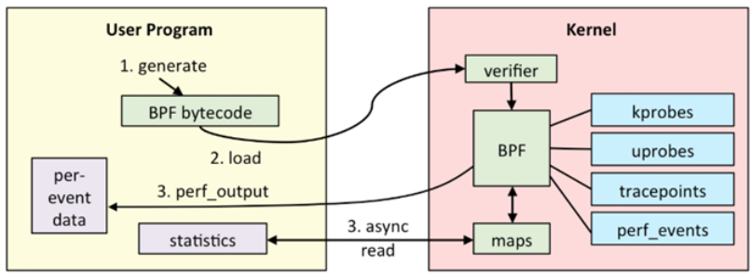 User Program
1. generate
BPF bytecode
2. load
per-
event
data
3. perf_output
statistics
3. async
read
Kernel
verifier
BPF
maps
kprobes
uprobes
tracepoints
perf_events